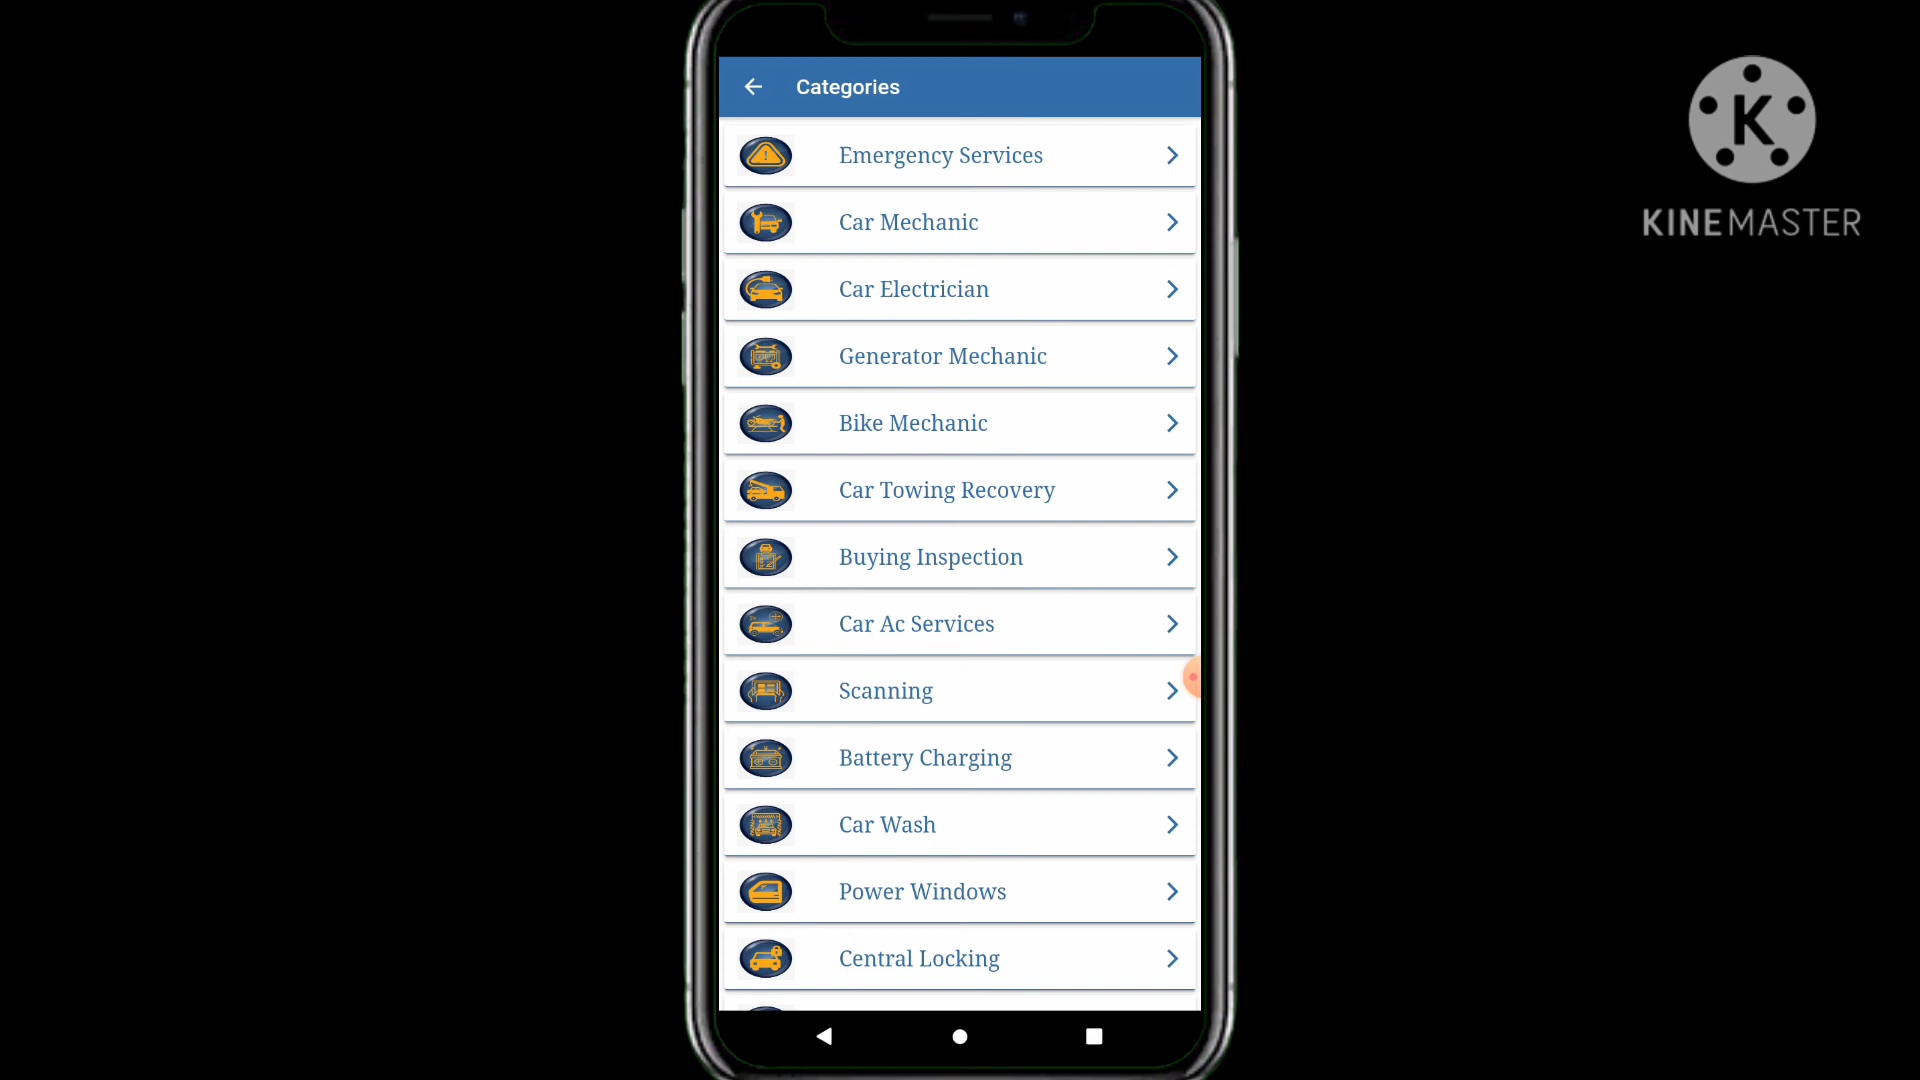 Categories
Emergency Services
Car Mechanic
Car Electrician
Generator Mechanic
Bike Mechanic
Car Towing Recovery
Buying Inspection
Car Ac Services
Scanning
Battery Charging
Car Wash
Power Windows
Central Locking
K
KINEMASTER